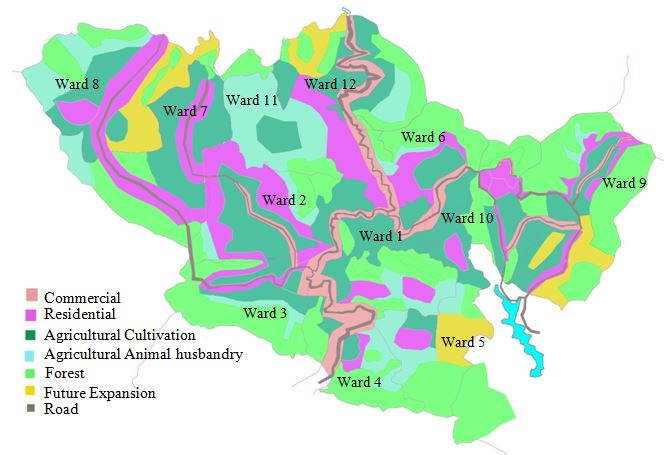 Ward 8
Ward 7
Ward 11
Ward 12
Ward 6
Ward 9
Ward 2
Ward 10
Ward 1
Ward 3
Ward 5
Ward 4
Commercial
Residential
Agricultural Cultivation
Agricultural Animal husbandry
Forest
Future Expansion
Road